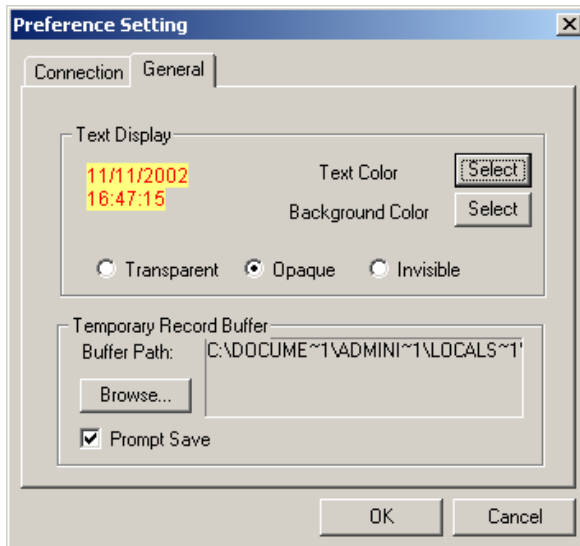 Preference Setting
Connection General
Text Display
11/11/2002
16:47:15
Text Color Select
Background Color Select
Transparent Opaque Invisible
Temporary Record Buffer
Buffer Path: C:\DOCUME~1\ADMINI~1\LOCALS~1
Browse...
Prompt Save
OK Cancel